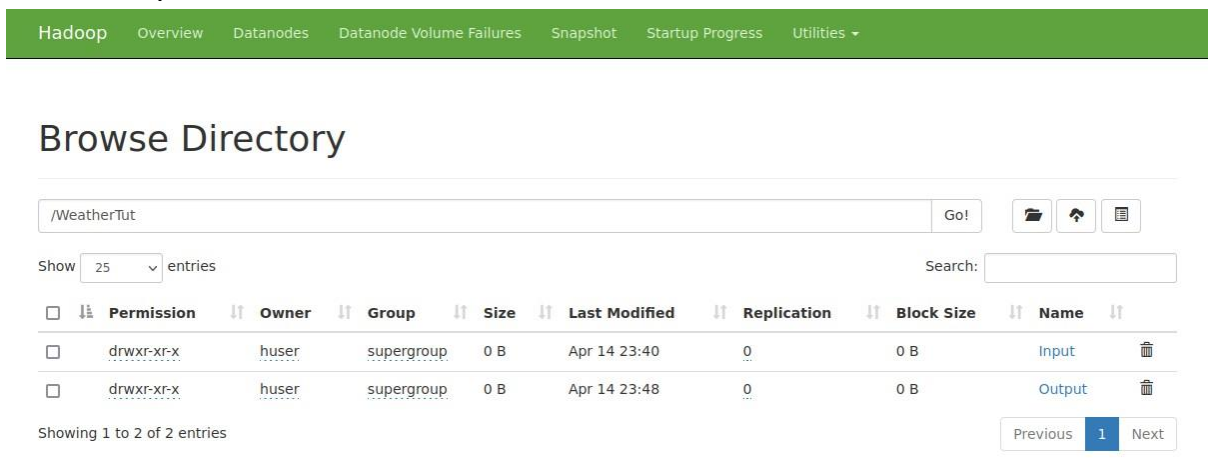 Hadoop Overview Datanodes Datanode Volume Failures Snapshot Startup Progress Utilities
Browse Directory
/WeatherTut Go!
Show 25 entries Search:
Permission Owner Group Size Last Modified Replication Block Size Name
drwxr-xr-x huser supergroup 0 B Apr 14 23:40 0 0 B Input
drwxr-xr-x huser supergroup 0 B Apr 14 23:48 0 0 B Output
Showing 1 to 2 of 2 entries Previous 1 Next